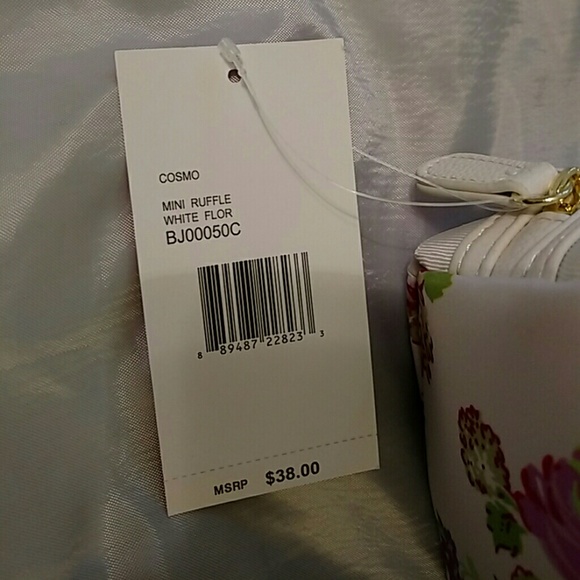 COSMO
MINI RUFFLE
WHITE FLOR
BJ00050C
8 89487 22823 3
MSRP $38.00